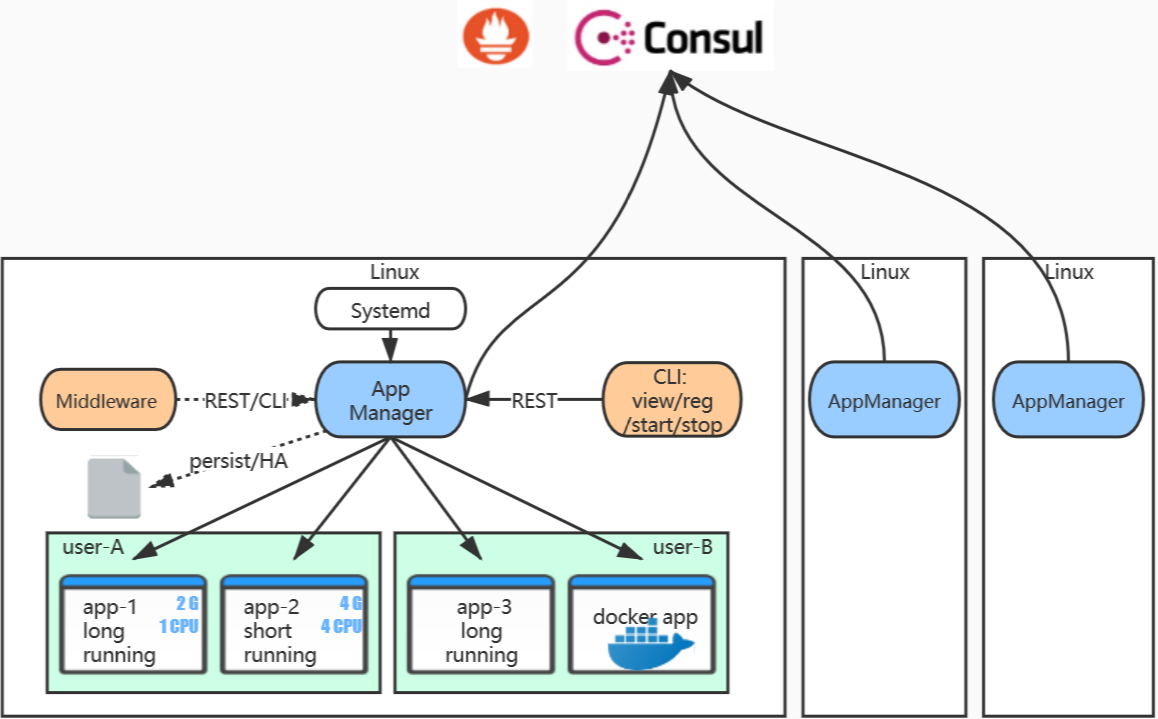 Consul
Linux
Systemd
Middleware
REST/CLI
App
Manager
REST
CLI:
view/reg
/start/stop
persist/HA
user-A
app-1
long
running
2 G
1 CPU
app-2
short
running
4 G
4 CPU
user-B
app-3
long
running
docker app
Linux
AppManager
Linux
AppManager